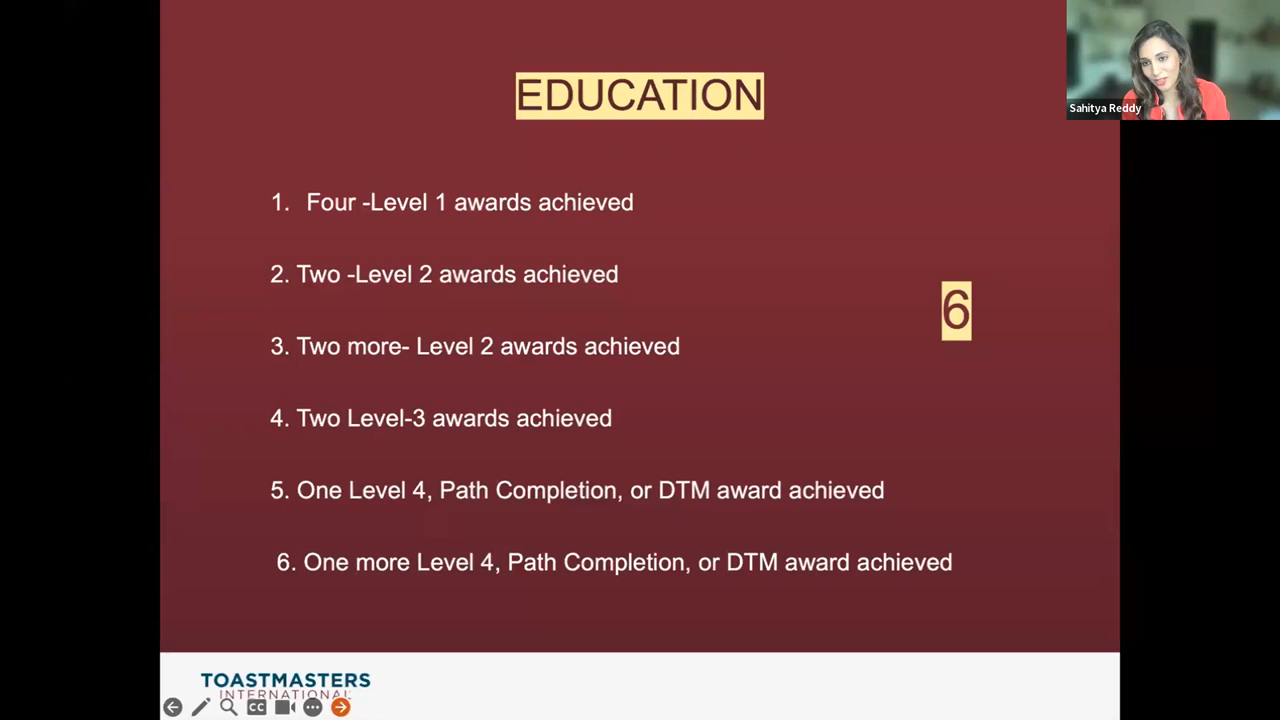 EDUCATION
Sahitya Reddy
1. Four -Level 1 awards achieved
2. Two -Level 2 awards achieved
6
3. Two more- Level 2 awards achieved
4. Two Level-3 awards achieved
5. One Level 4, Path Completion, or DTM award achieved
6. One more Level 4, Path Completion, or DTM award achieved
TOASTMASTERS
INTERNATIONAL
CC